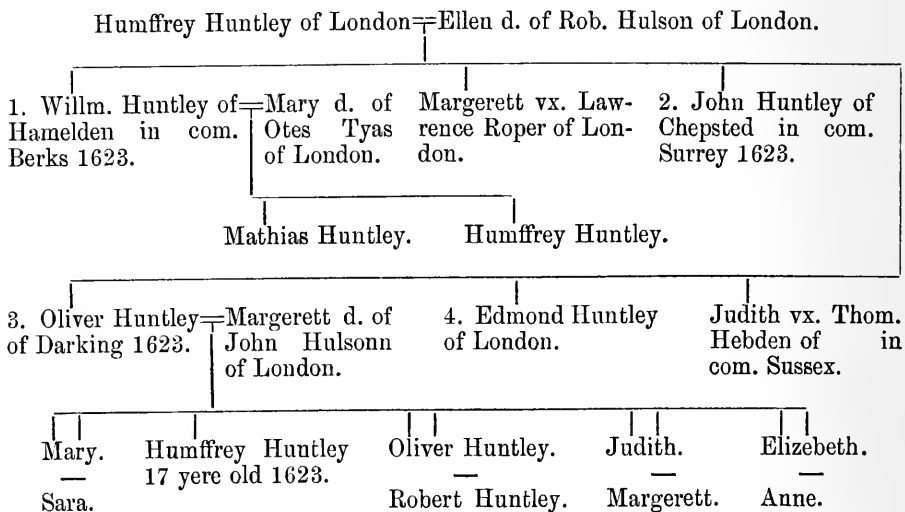 Humffrey Huntley of London=Ellen d. of Rob. Hulson of London.
1. Willm. Huntley of
Hamelden in com.
Berks 1623.
=Mary d. of
Otes Tyas
of London.
Margerett vx. Law-
rence Roper of Lon-
don.
2. John Huntley of
Chepsted in com.
Surrey 1623.
Mathias Huntley.
Humffrey Huntley.
3. Oliver Huntley
of Darking 1623.
=Margerett d. of
John Hulsonn
of London.
4. Edmond Huntley
of London.
Judith vx. Thom.
Hebden of in
com. Sussex.
Mary.
—
Sara.
Humffrey Huntley
17 yere old 1623.
Oliver Huntley.
—
Robert Huntley.
Judith.
—
Margerett.
Elizebeth.
—
Anne.